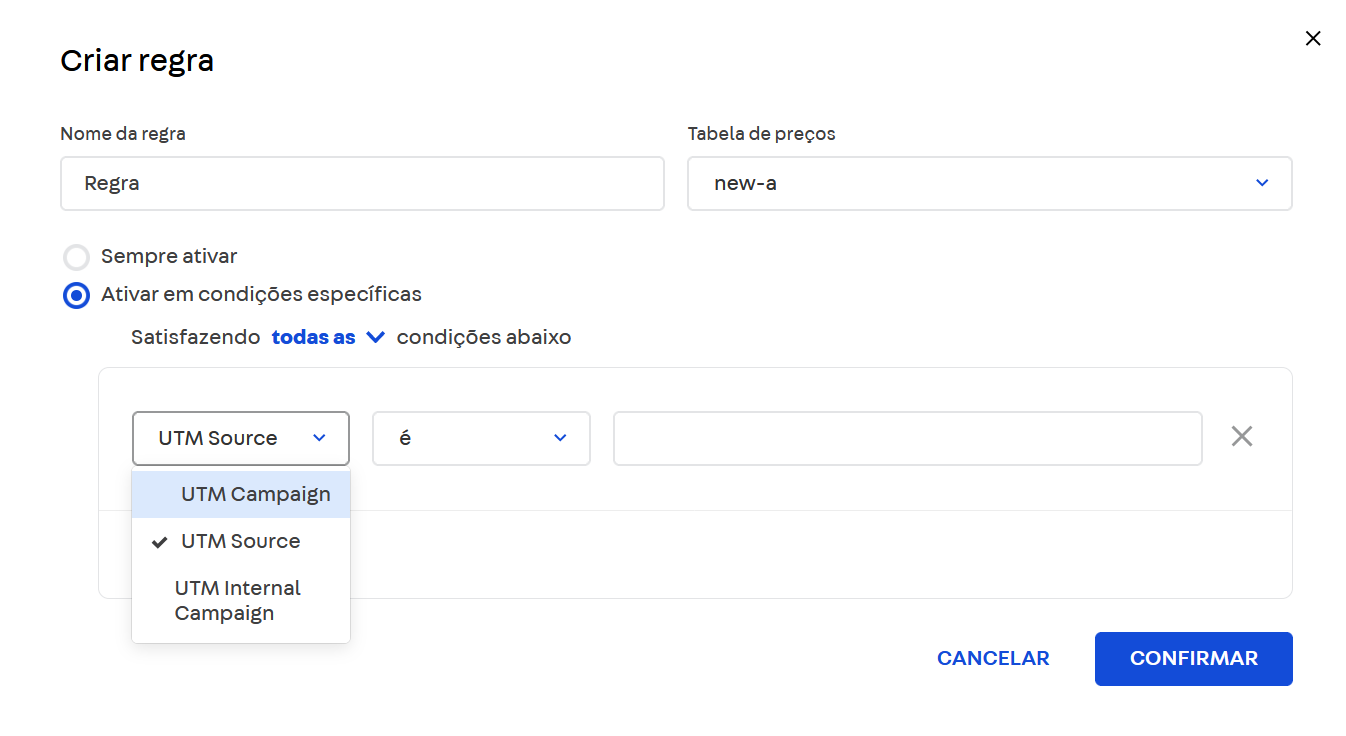 Criar regra
Nome da regra
Tabela de preços
Regra
new-a
Sempre ativar
Ativar em condições específicas
Satisfazendo todas as condições abaixo
UTM Source
é
UTM Campaign
UTM Source
UTM Internal
Campaign
CANCELAR
CONFIRMAR